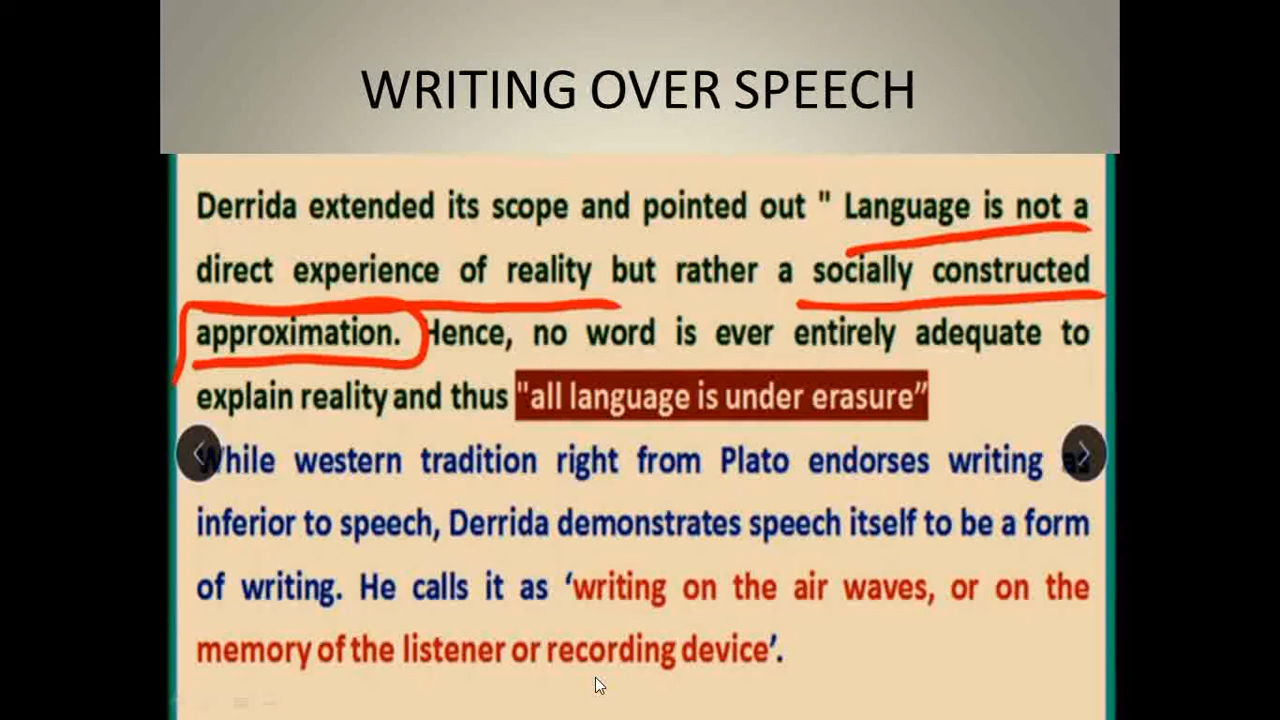 WRITING OVER SPEECH
Derrida extended its scope and pointed out " Language is not a
direct experience of reality but rather a socially constructed
approximation. Hence, no word is ever entirely adequate to
explain reality and thus "all language is under erasure”
While western tradition right from Plato endorses writing as
inferior to speech, Derrida demonstrates speech itself to be a form
of writing. He calls it as ‘writing on the air waves, or on the
memory of the listener or recording device’.